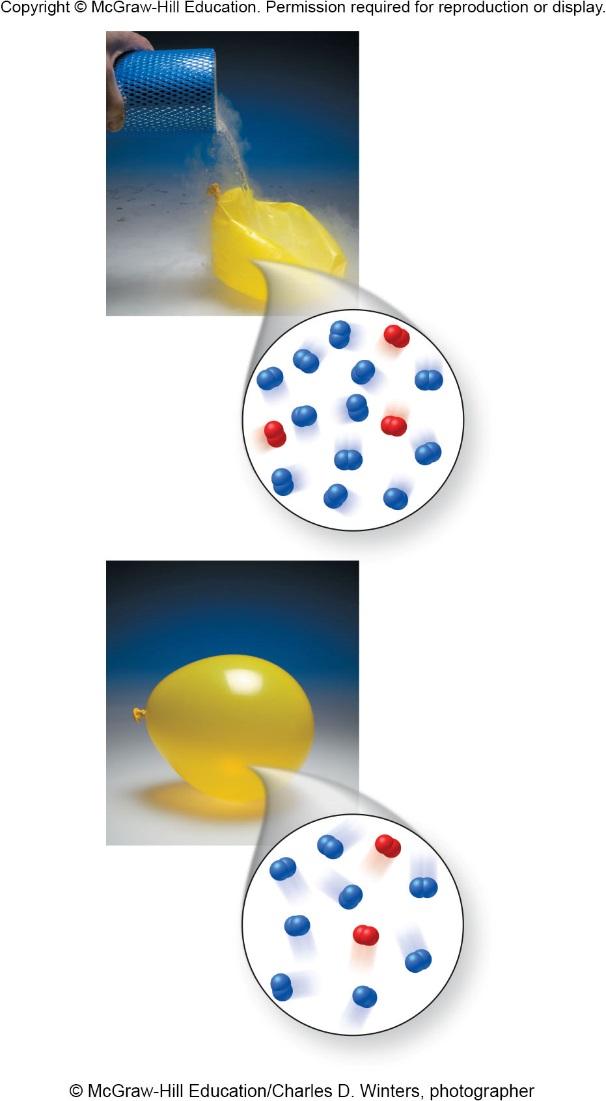 Copyright © McGraw-Hill Education. Permission required for reproduction or display.
© McGraw-Hill Education/Charles D. Winters, photographer